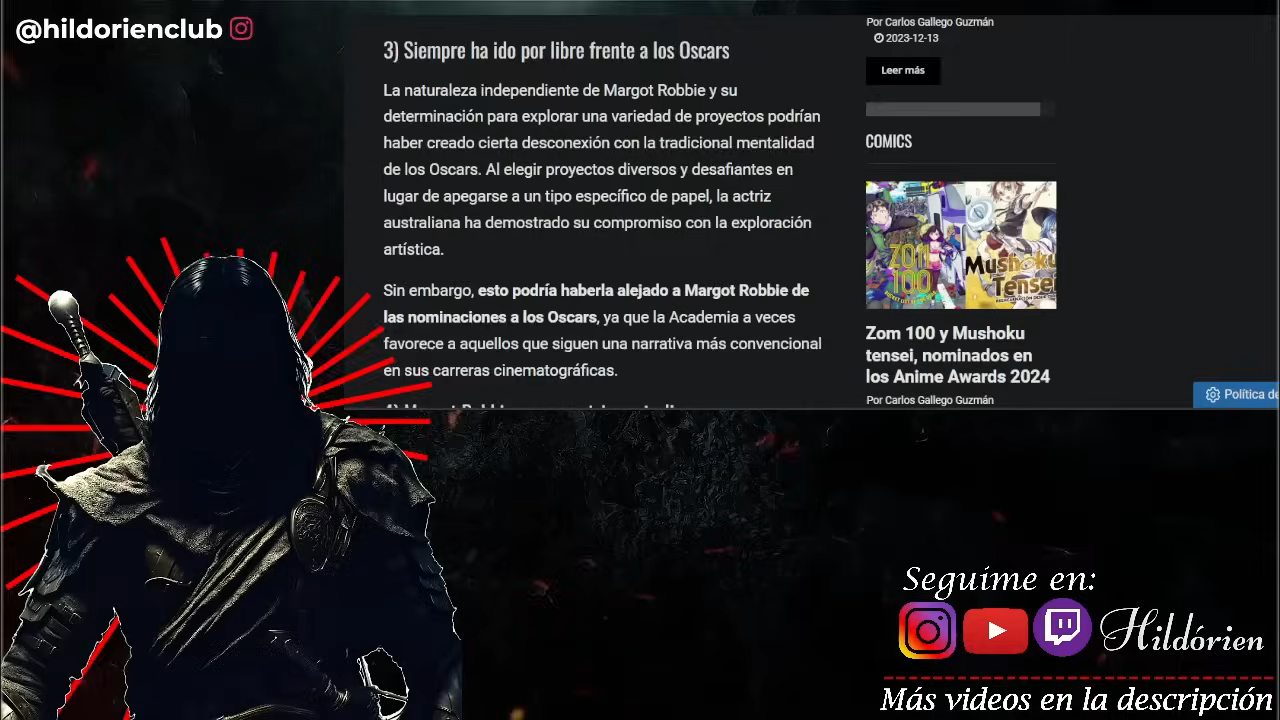 @hildorienclub
3) Siempre ha ido por libre frente a los Oscars
La naturaleza independiente de Margot Robbie y su
determinación para explorar una variedad de proyectos podrían
haber creado cierta desconexión con la tradicional mentalidad
de los Oscars. Al elegir proyectos diversos y desafiantes en
lugar de apegarse a un tipo específico de papel, la actriz
australiana ha demostrado su compromiso con la exploración
artística.
Sin embargo, esto podría haberla alejado a Margot Robbie de
las nominaciones a los Oscars, ya que la Academia a veces
favorece a aquellos que siguen una narrativa más convencional
en sus carreras cinematográficas.
Por Carlos Gallego Guzmán
2023-12-13
Leer más
COMICS
ZOM 100
Mushoku
Tensei
Zom 100 y Mushoku
tensei, nominados en
los Anime Awards 2024
Por Carlos Gallego Guzmán
Política de
Seguíme en:
Hildórien
Más videos en la descripción